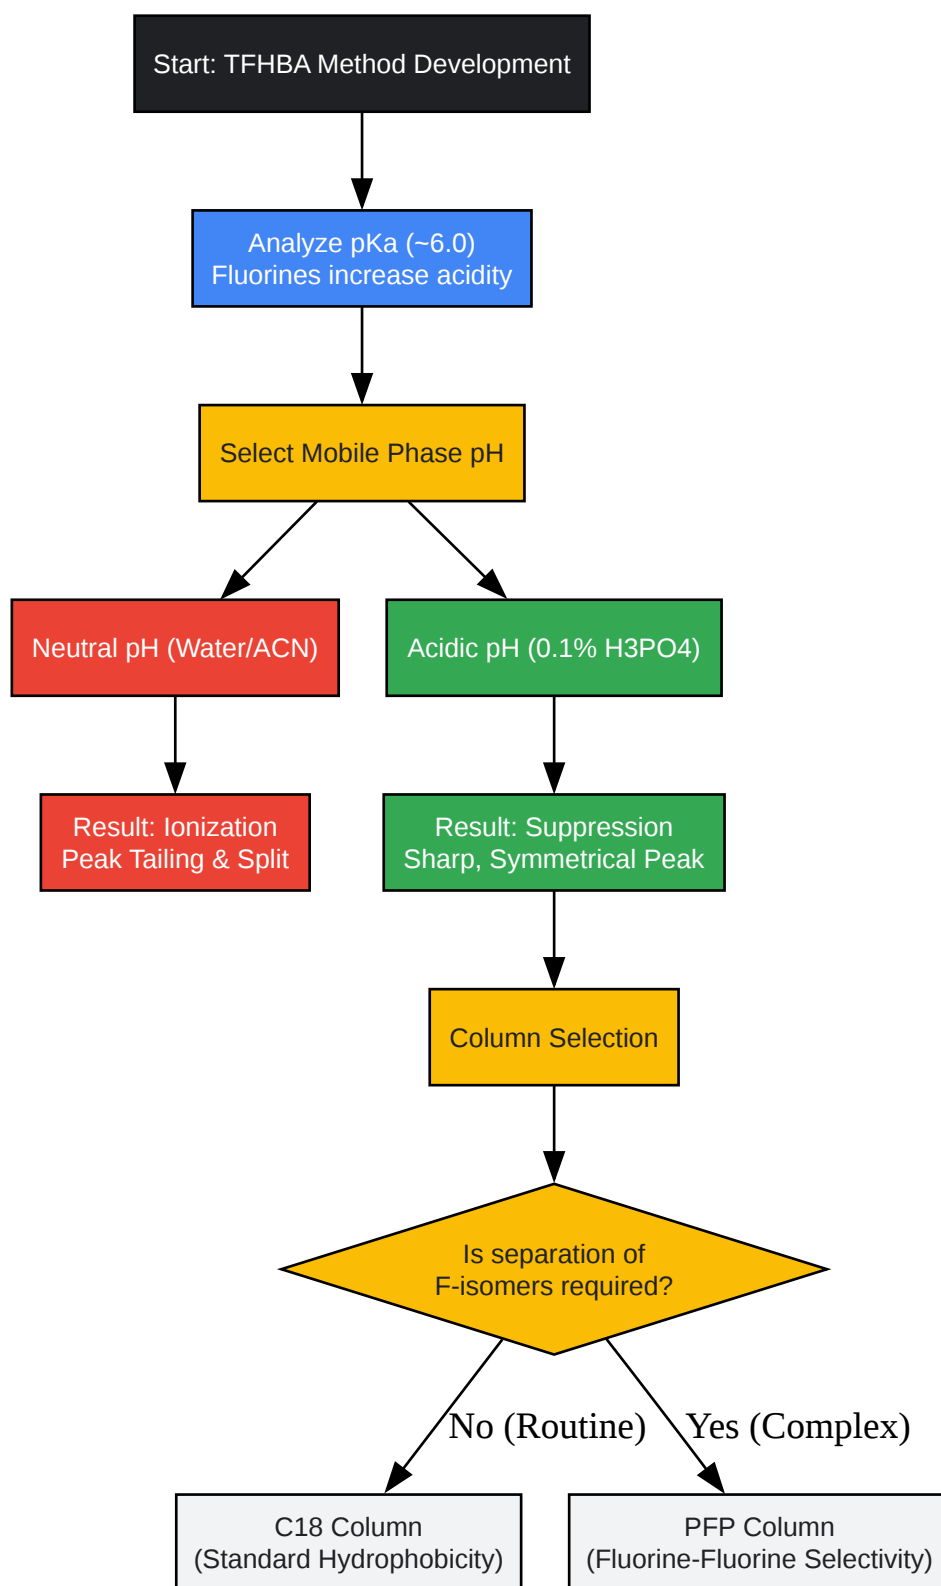 Start: TFHBA Method Development
Analyze pKa (~6.0)
Fluorines increase acidity
Select Mobile Phase pH
Neutral pH (Water/ACN)
Acidic pH (0.1% H3PO4)
Result: Ionization
Peak Tailing & Split
Result: Suppression
Sharp, Symmetrical Peak
Column Selection
Is separation of
F-isomers required?
No (Routine)
Yes (Complex)
C18 Column
(Standard Hydrophobicity)
PFP Column
(Fluorine-Fluorine Selectivity)